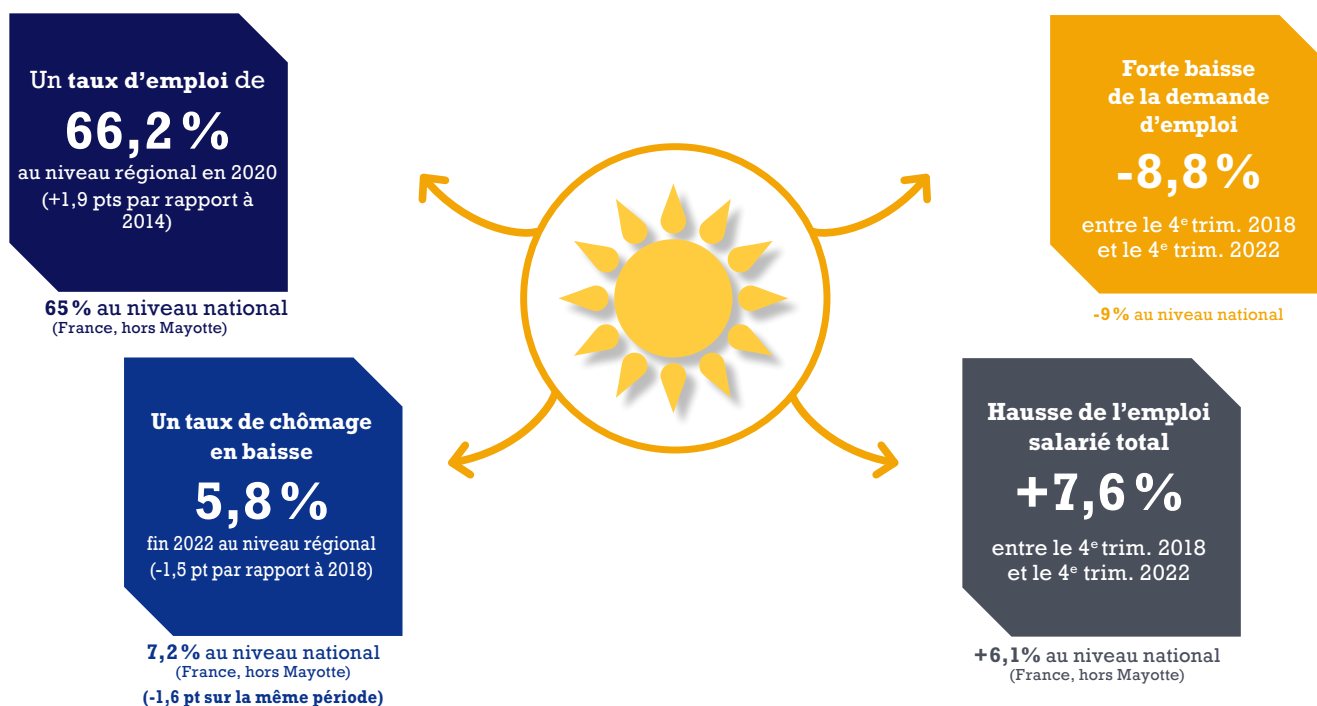 Un taux d'emploi de
66,2 %
au niveau régional en 2020
(+1,9 pts par rapport à
2014)
65 % au niveau national
(France, hors Mayotte)
Forte baisse
de la demande
d'emploi
-8,8 %
entre le 4e trim. 2018
et le 4e trim. 2022
-9 % au niveau national
Un taux de chômage
en baisse
5,8 %
fin 2022 au niveau régional
(-1,5 pt par rapport à 2018)
7,2 % au niveau national
(France, hors Mayotte)
(-1,6 pt sur la même période)
Hausse de l'emploi
salarié total
+7,6 %
entre le 4e trim. 2018
et le 4e trim. 2022
+6,1% au niveau national
(France, hors Mayotte)